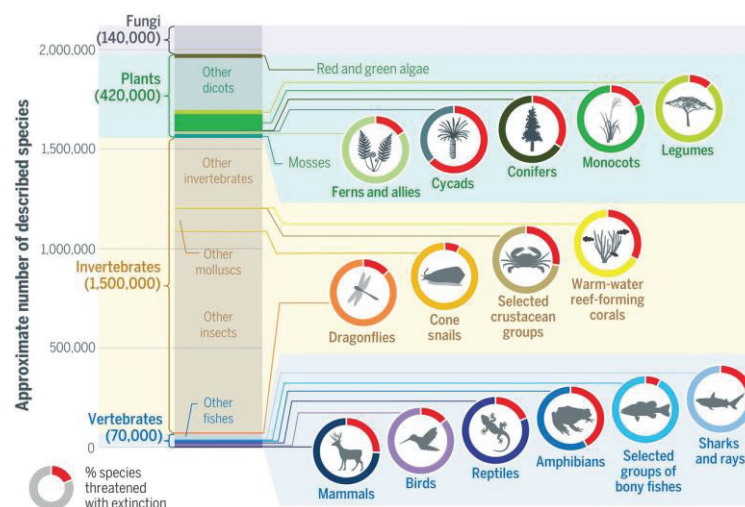 Approximate number of described species
2,000,000
1,500,000
1,000,000
500,000
0
Fungi
(140,000)
Plants
(420,000)
Invertebrates
(1,500,000)
Vertebrates
(70,000)
Other
dicots
Red and green algae
Mosses
Ferns and allies
Cycads
Conifers
Monocots
Legumes
Other
invertebrates
Other
molluscs
Other
insects
Dragonflies
Cone
snails
Selected
crustacean
groups
Warm-water
reef-forming
corals
Other
fishes
Mammals
Birds
Reptiles
Amphibians
Selected
groups of
bony fishes
Sharks
and rays
% species
threatened
with extinction